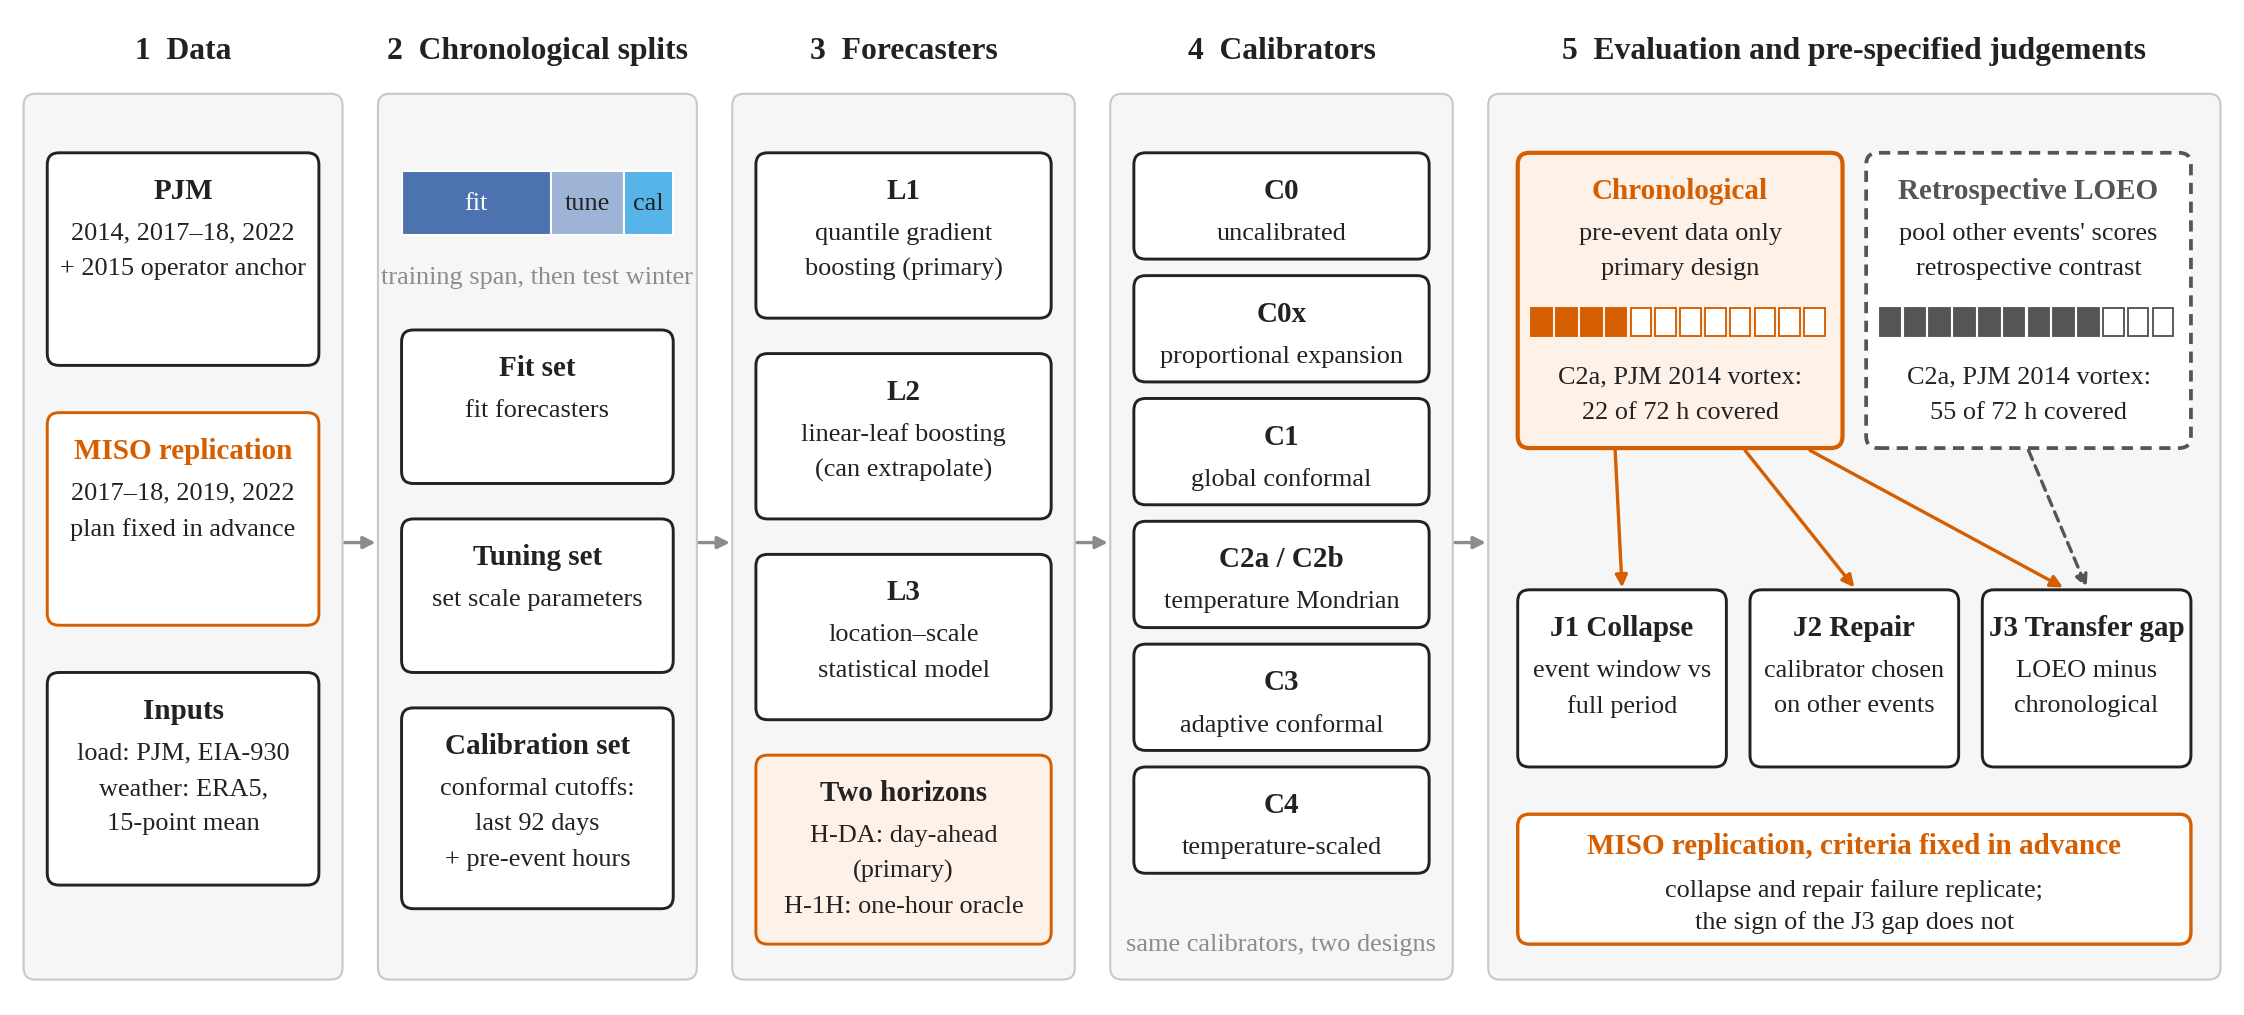 1 Data
PJM
2014, 2017–18, 2022
+ 2015 operator anchor
MISO replication
2017–18, 2019, 2022
plan fixed in advance
Inputs
load: PJM, EIA-930
weather: ERA5,
15-point mean
2 Chronological splits
fit tune cal
training span, then test winter
Fit set
fit forecasters
Tuning set
set scale parameters
Calibration set
conformal cutoffs:
last 92 days
+ pre-event hours
3 Forecasters
L1
quantile gradient
boosting (primary)
L2
linear-leaf boosting
(can extrapolate)
L3
location–scale
statistical model
Two horizons
H-DA: day-ahead
(primary)
H-1H: one-hour oracle
4 Calibrators
C0
uncalibrated
C0x
proportional expansion
C1
global conformal
C2a / C2b
temperature Mondrian
C3
adaptive conformal
C4
temperature-scaled
same calibrators, two designs
5 Evaluation and pre-specified judgements
Chronological
pre-event data only
primary design
C2a, PJM 2014 vortex:
22 of 72 h covered
Retrospective LOEO
pool other events' scores
retrospective contrast
C2a, PJM 2014 vortex:
55 of 72 h covered
J1 Collapse
event window vs
full period
J2 Repair
calibrator chosen
on other events
J3 Transfer gap
LOEO minus
chronological
MISO replication, criteria fixed in advance
collapse and repair failure replicate;
the sign of the J3 gap does not